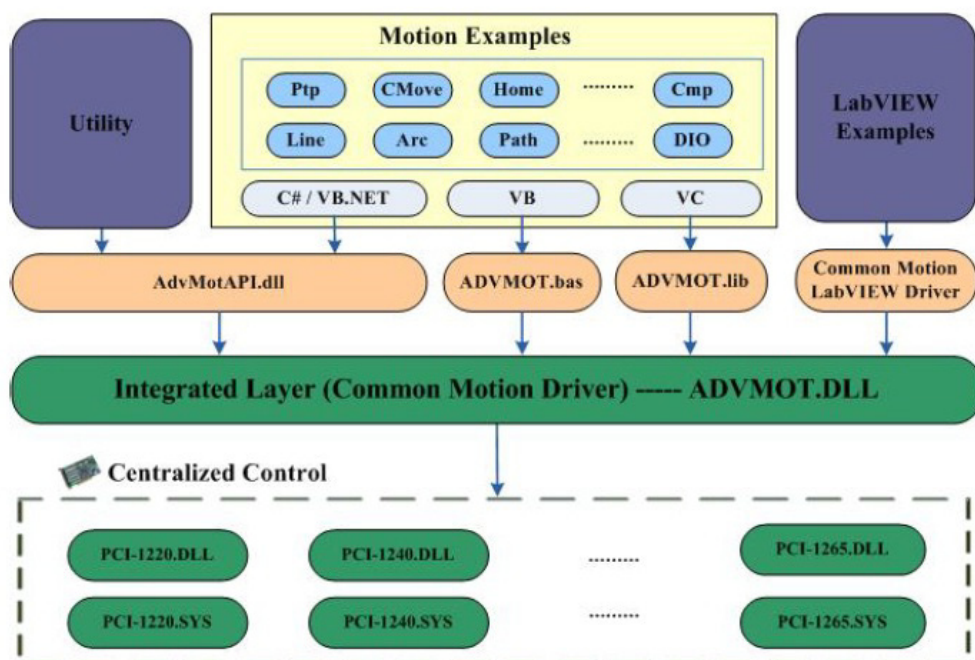 Utility
Motion Examples
Ptp
CMove
Home
.........
Cmp
Line
Arc
Path
.........
DIO
C# / VB.NET
VB
VC
LabVIEW
Examples
AdvMotAPI.dll
ADVMOT.bas
ADVMOT.lib
Common Motion
LabVIEW Driver
Integrated Layer (Common Motion Driver) ----- ADVMOT.DLL
Centralized Control
PCI-1220.DLL
PCI-1240.DLL
.........
PCI-1265.DLL
PCI-1220.SYS
PCI-1240.SYS
.........
PCI-1265.SYS